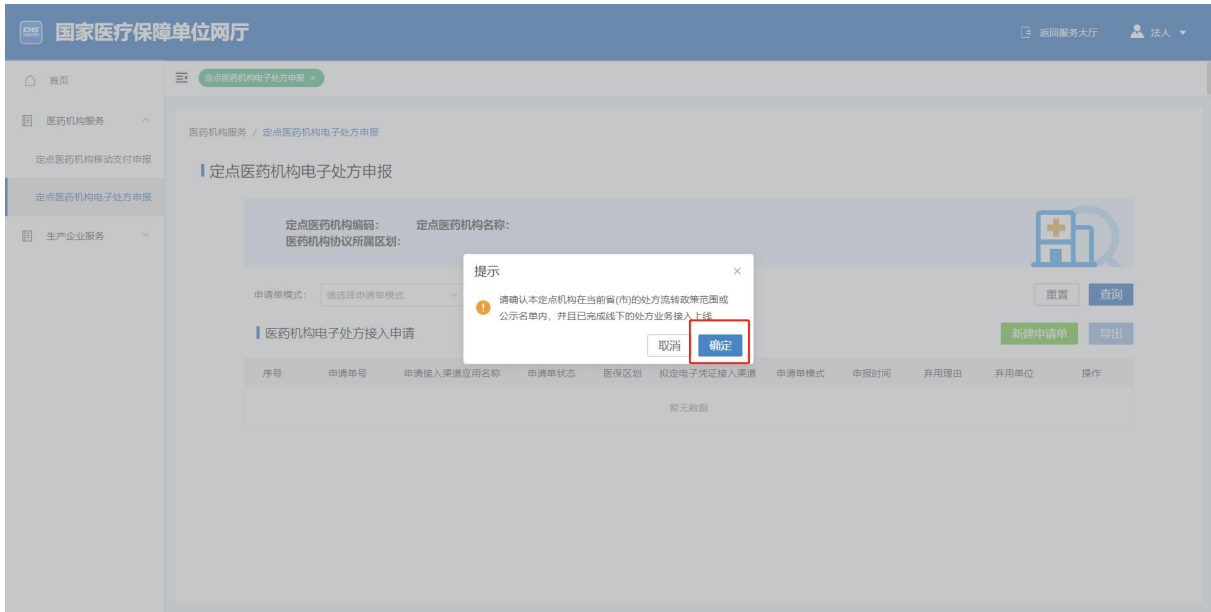 国家医疗保障单位网厅
返回服务大厅
法人
首页
定点医药机构电子处方申报 ×
医药机构服务
医药机构服务 / 定点医药机构电子处方申报
定点医药机构移动支付申报
定点医药机构电子处方申报
定点医药机构电子处方申报
生产企业服务
定点医药机构编码: 定点医药机构名称:
医药机构协议所属区划:
提示
请确认本定点机构在当前省(市)的处方流转政策范围或
公示名单内，并且已完成线下的处方业务接入上线
取消 确定
申请单模式: 请选择申请单模式
重置 查询
医药机构电子处方接入申请
新建申请单 导出
序号 申请单号 申请接入渠道应用名称 申请单状态 医保区划 拟定电子凭证接入渠道 申请单模式 申报时间 弃用理由 弃用单位 操作
暂无数据